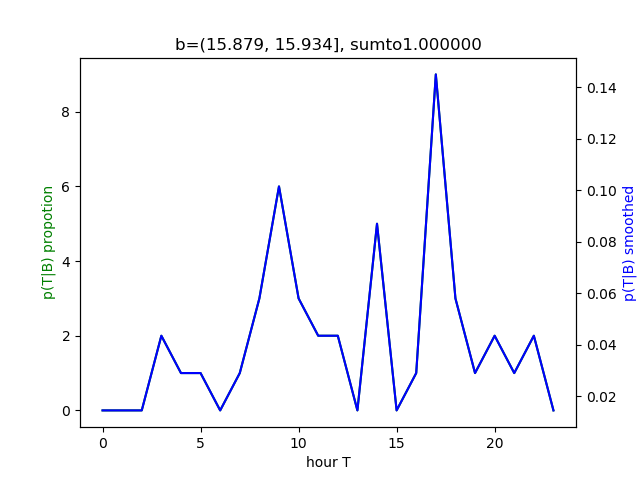 b=(15.879, 15.934], sumto1.000000
8
6
4
2
0
0.14
0.12
0.10
0.08
0.06
0.04
0.02
p(T|B) propotion
p(T|B) smoothed
0 5 10 15 20
hour T